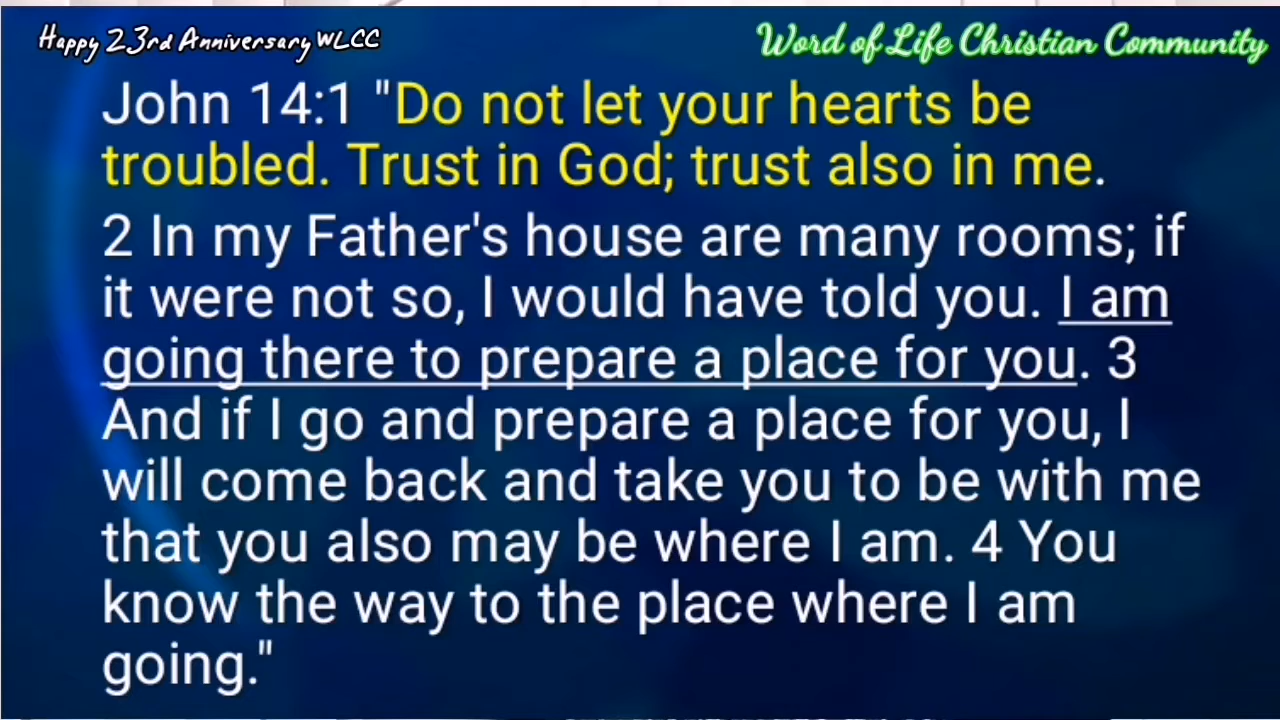 Happy 23rd Anniversary WLCC
Word of Life Christian Community
John 14:1 "Do not let your hearts be
troubled. Trust in God; trust also in me.
2 In my Father's house are many rooms; if
it were not so, I would have told you. I am
going there to prepare a place for you. 3
And if I go and prepare a place for you, I
will come back and take you to be with me
that you also may be where I am. 4 You
know the way to the place where I am
going."